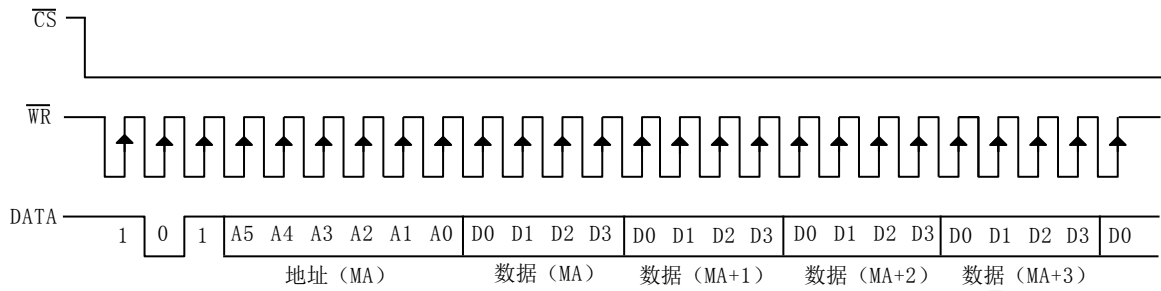 CS
WR
DATA 1 0 1 A5 A4 A3 A2 A1 A0 D0 D1 D2 D3 D0 D1 D2 D3 D0 D1 D2 D3 D0 D1 D2 D3 D0
地址（MA） 数据（MA） 数据（MA+1） 数据（MA+2） 数据（MA+3）